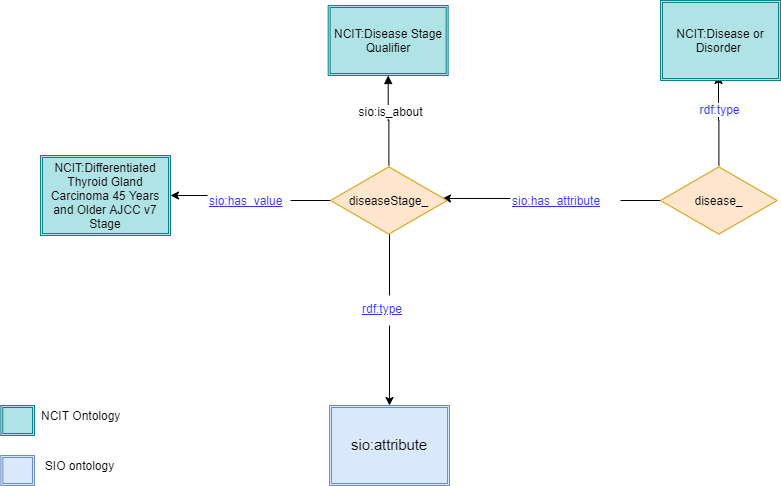 NCIT:Disease Stage
Qualifier
NCIT:Disease or
Disorder
sio:is_about
rdf:type
NCIT:Differentiated
Thyroid Gland
Carcinoma 45 Years
and Older AJCC v7
Stage
sio:has_value
diseaseStage_
sio:has_attribute
disease_
rdf:type
NCIT Ontology
sio:attribute
SIO ontology